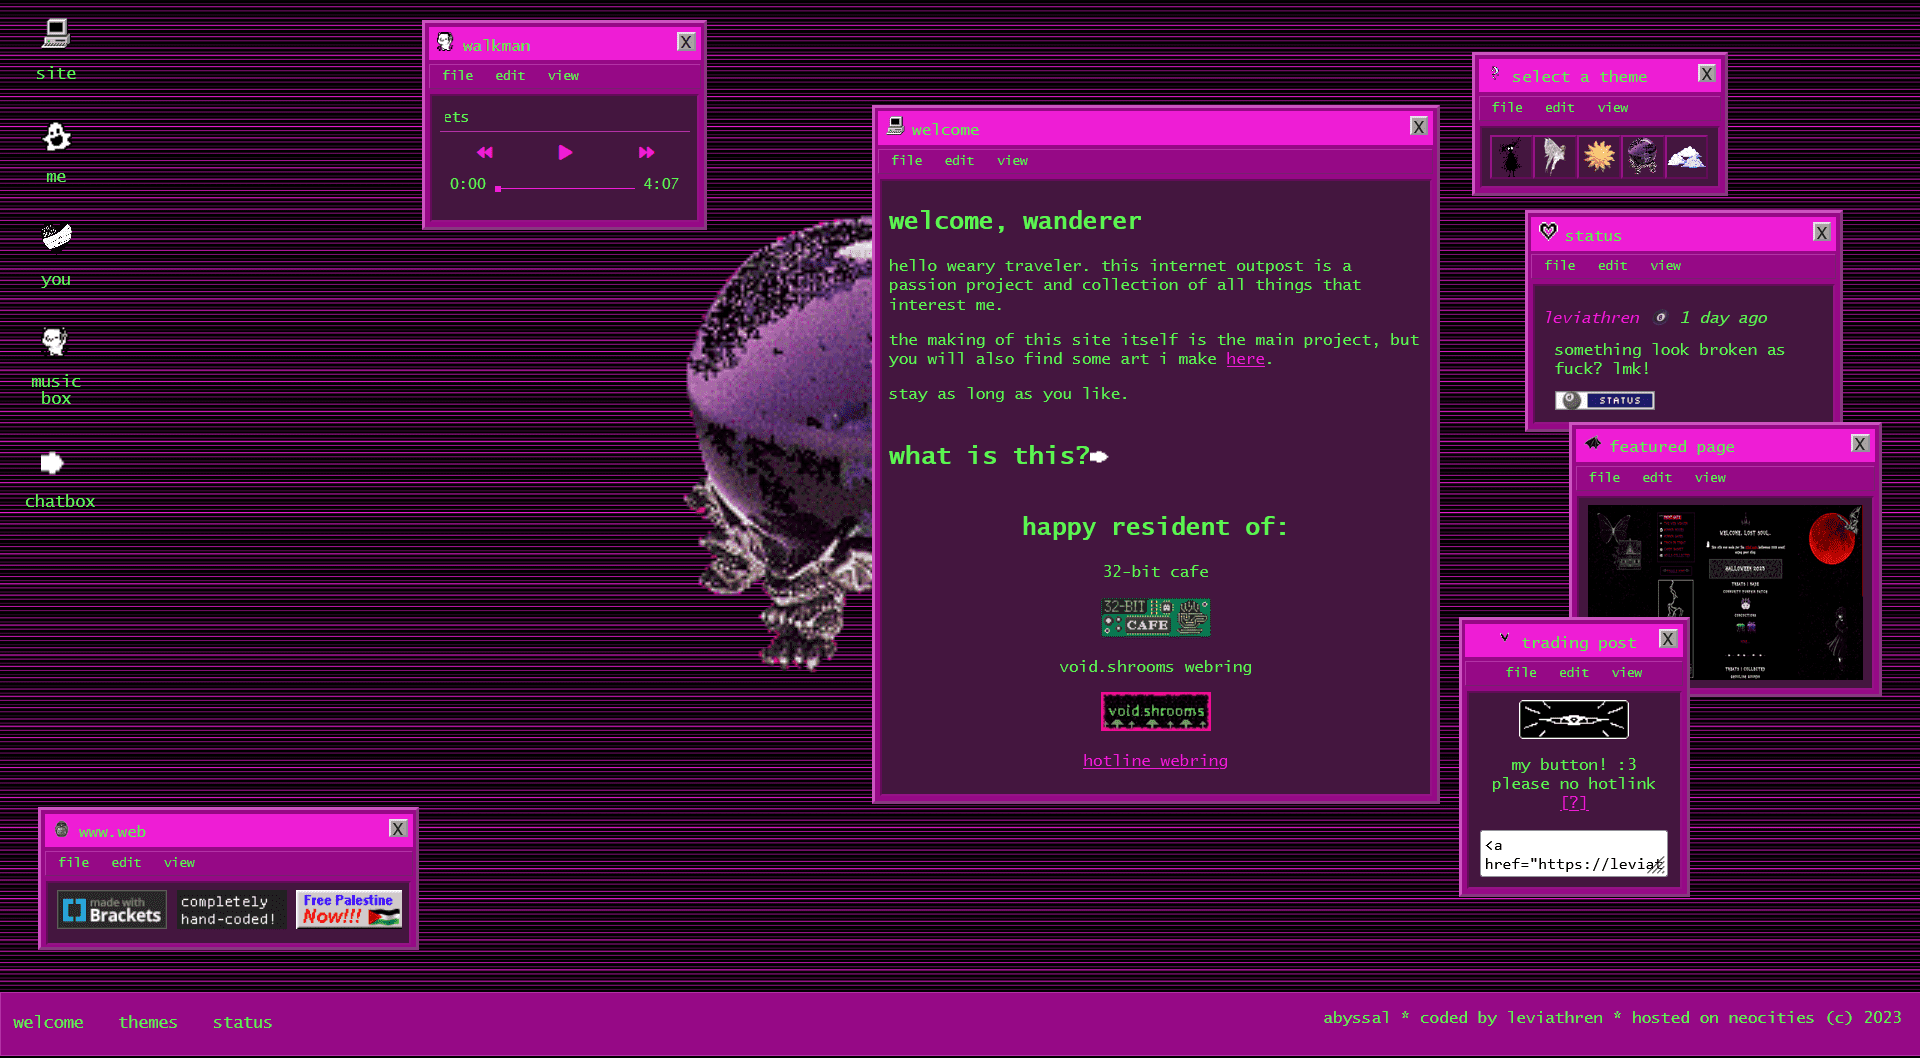 site
me
you
music
box
chatbox
walkman
X
file edit view
ets
0:00 4:07
welcome
X
file edit view
welcome, wanderer
hello weary traveler. this internet outpost is a
passion project and collection of all things that
interest me.
the making of this site itself is the main project, but
you will also find some art i make here.
stay as long as you like.
what is this?
happy resident of:
32-bit cafe
32-BIT
CAFE
void.shrooms webring
void.shrooms
hotline webring
select a theme
X
file edit view
status
X
file edit view
leviathren 1 day ago
something look broken as
fuck? lmk!
STATUS
featured page
X
file edit view
WELCOME, LOST SOUL.
HALLOWEEN 2023
trading post
X
file edit view
my button! :3
please no hotlink
[?]
<a
href="https://leviat
www.web
X
file edit view
made with
Brackets
completely
hand-coded!
Free Palestine
Now!!!
welcome themes status
abyssal * coded by leviathren * hosted on neocities (c) 2023